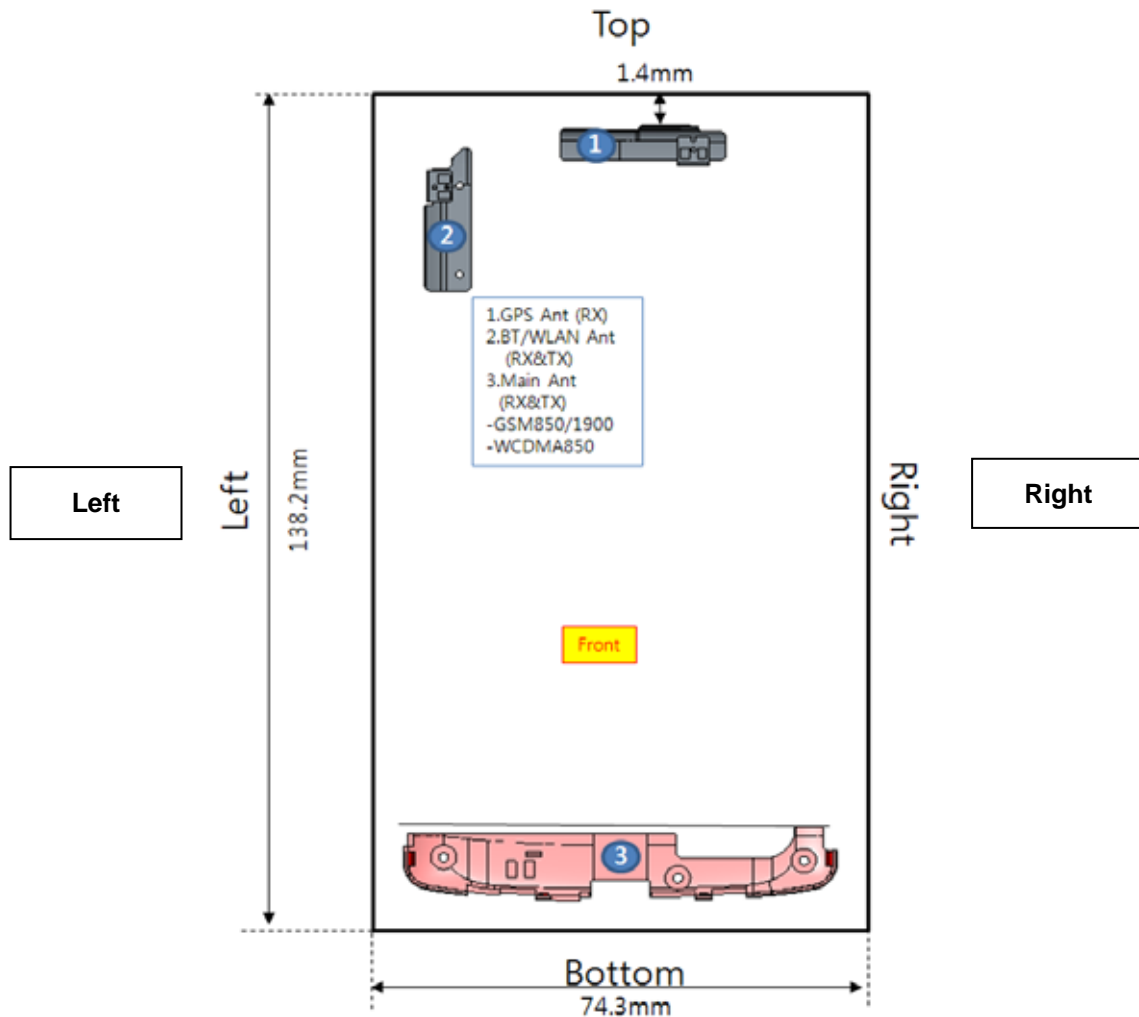 Top
1.4mm
1
2
1.GPS Ant (RX)
2.BT/WLAN Ant
(RX&TX)
3.Main Ant
(RX&TX)
-GSM850/1900
-WCDMA850
Left
Left
138.2mm
Right
Right
Front
3
Bottom
74.3mm